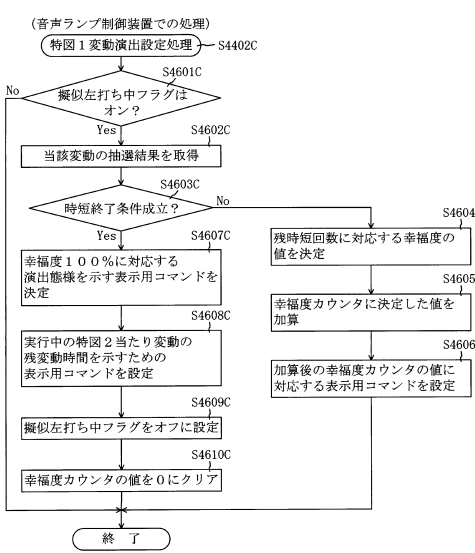 (音声ランプ制御装置での処理)
特図1変動演出設定処理
S4402C
S4601C
擬似左打ち中フラグは
オン?
No
Yes
S4602C
当該変動の抽選結果を取得
S4603C
時短終了条件成立?
No
Yes
S4607C
幸福度100%に対応する
演出態様を示す表示用コマンドを
決定
S4608C
実行中の特図2当たり変動の
残変動時間を示すための
表示用コマンドを設定
S4609C
擬似左打ち中フラグをオフに設定
S4610C
幸福度カウンタの値を0にクリア
S4604
残時短回数に対応する幸福度の
値を決定
S4605
幸福度カウンタに決定した値を
加算
S4606
加算後の幸福度カウンタの値に
対応する表示用コマンドを設定
終 了